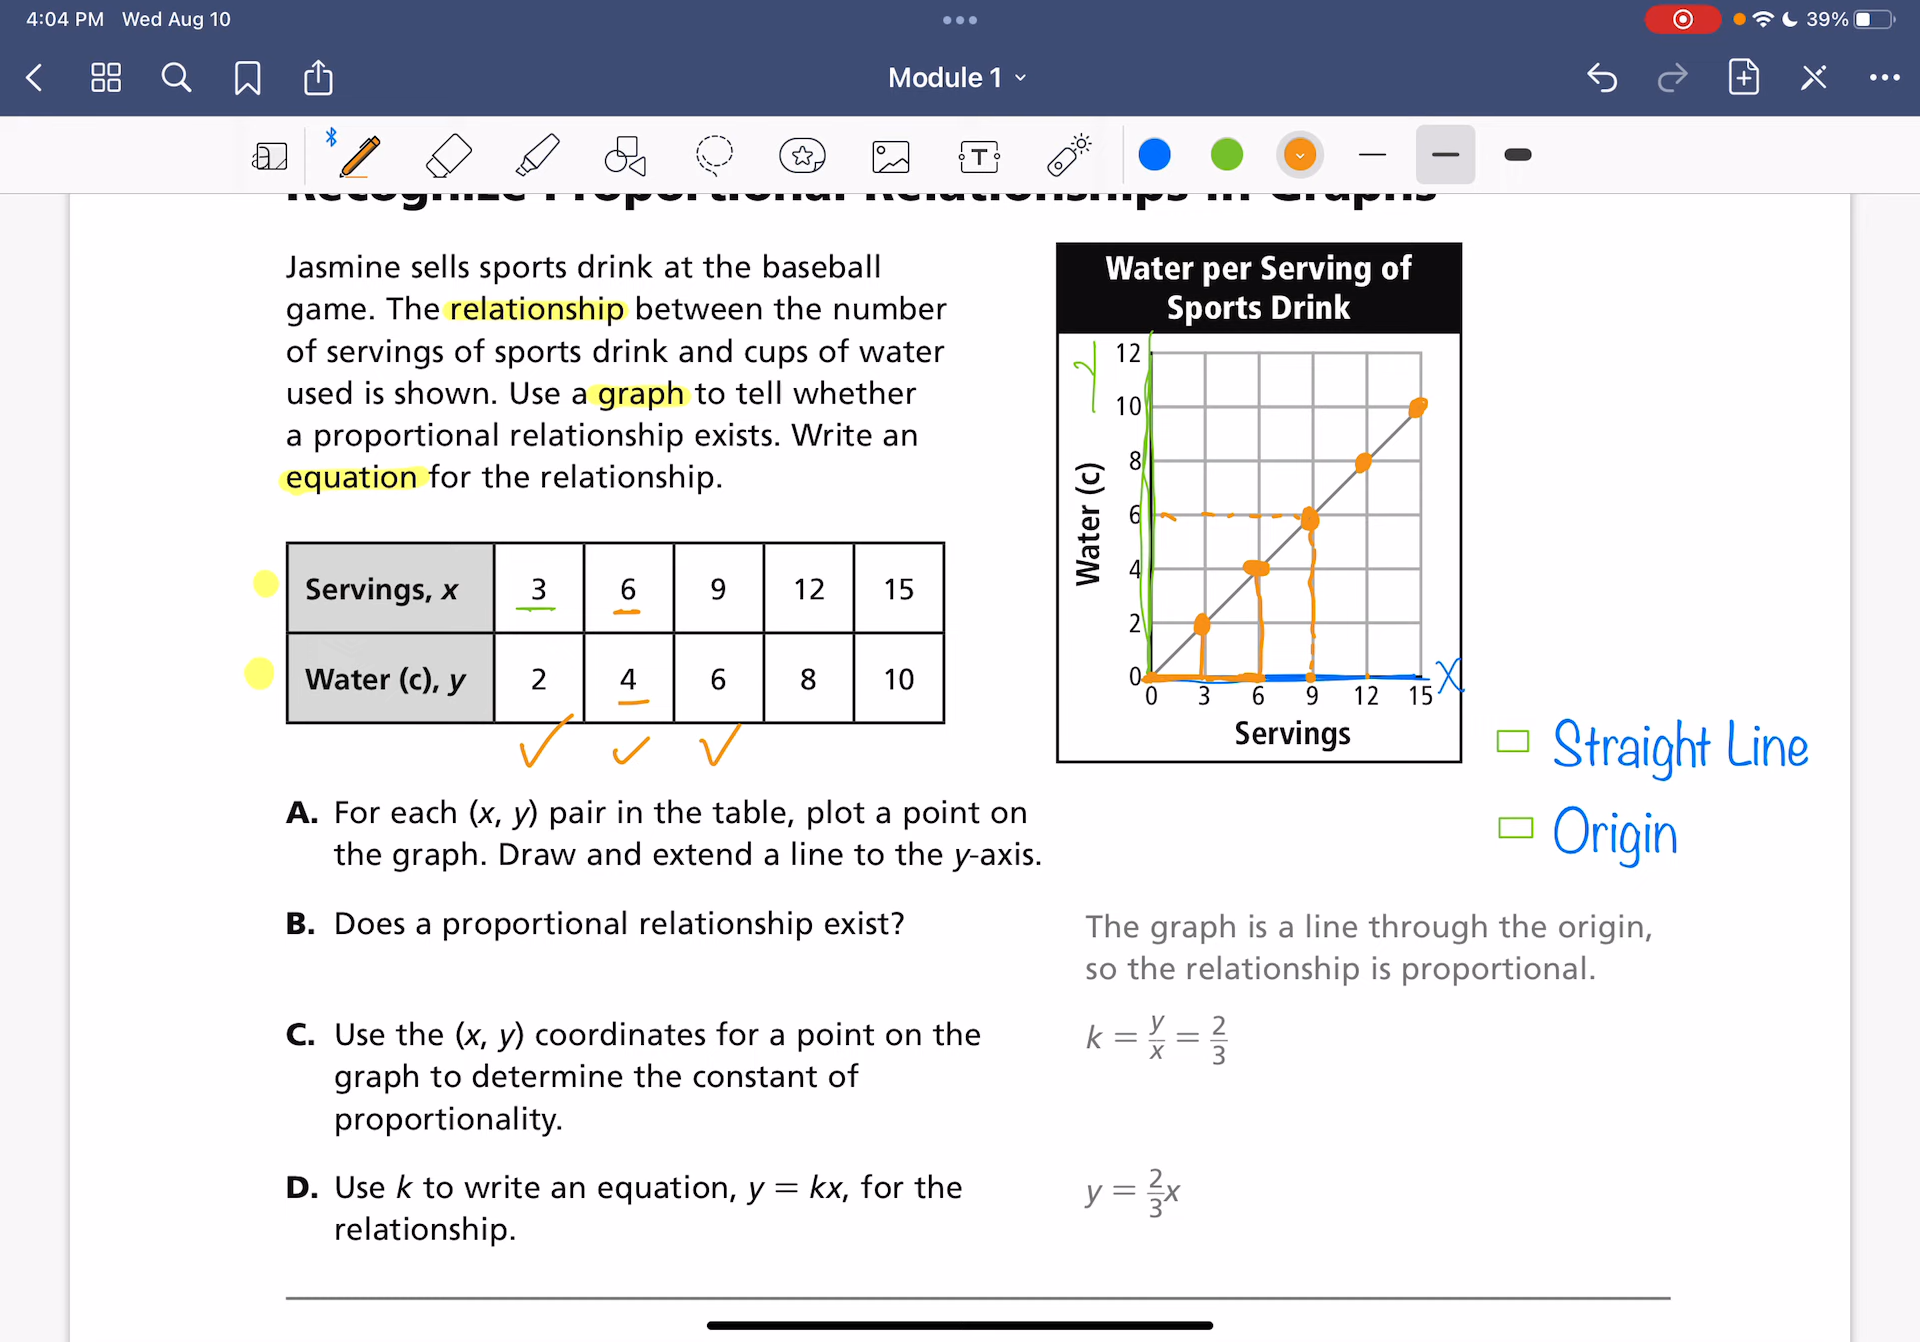 4:04 PM Wed Aug 10
39%
Module 1
T
Recognize Proportional Relationships in Graphs
Jasmine sells sports drink at the baseball
game. The relationship between the number
of servings of sports drink and cups of water
used is shown. Use a graph to tell whether
a proportional relationship exists. Write an
equation for the relationship.
Servings, x 3 6 9 12 15
Water (c), y 2 4 6 8 10
Water per Serving of
Sports Drink
y
Water (c)
12
10
8
6
4
2
0
0 3 6 9 12 15
x
Servings
Straight Line
Origin
A. For each (x, y) pair in the table, plot a point on
the graph. Draw and extend a line to the y-axis.
B. Does a proportional relationship exist?
The graph is a line through the origin,
so the relationship is proportional.
C. Use the (x, y) coordinates for a point on the
graph to determine the constant of
proportionality.
k = y/x = 2/3
D. Use k to write an equation, y = kx, for the
relationship.
y = 2/3x